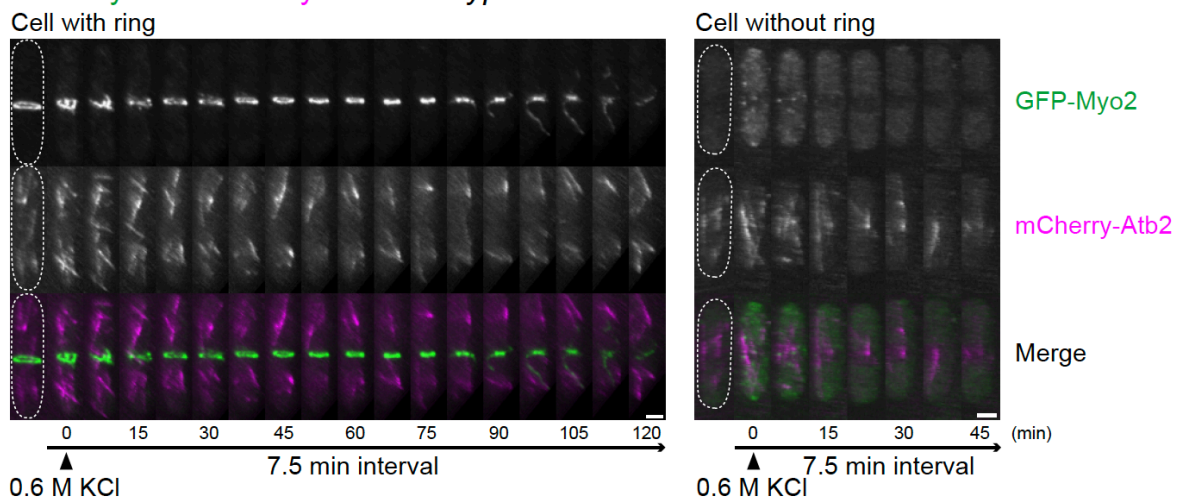 Cell with ring
Cell without ring
GFP-Myo2
mCherry-Atb2
Merge
0 15 30 45 60 75 90 105 120
0 15 30 45 (min)
7.5 min interval
7.5 min interval
0.6 M KCl
0.6 M KCl